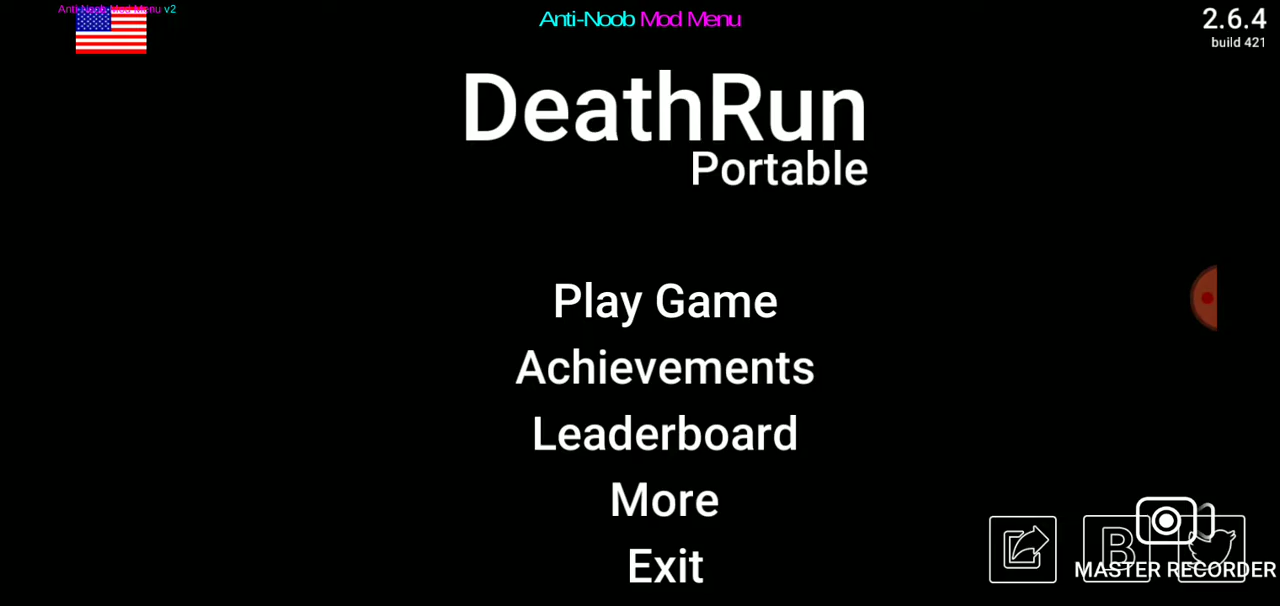 Anti-Noob Mod Menu v2
Anti-Noob Mod Menu
2.6.4
build 421
DeathRun
Portable
Play Game
Achievements
Leaderboard
More
Exit
B
MASTER RECORDER